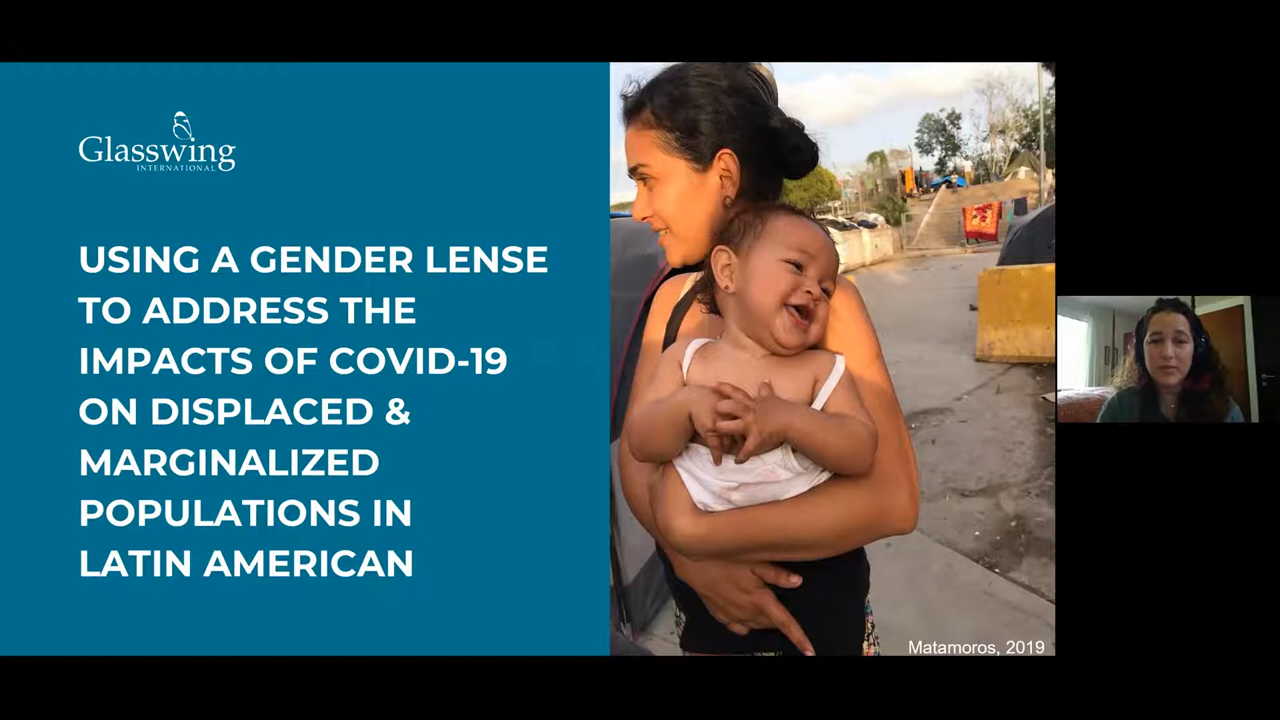 Glasswing
INTERNATIONAL
USING A GENDER LENSE
TO ADDRESS THE
IMPACTS OF COVID-19
ON DISPLACED &
MARGINALIZED
POPULATIONS IN
LATIN AMERICAN
Matamoros, 2019